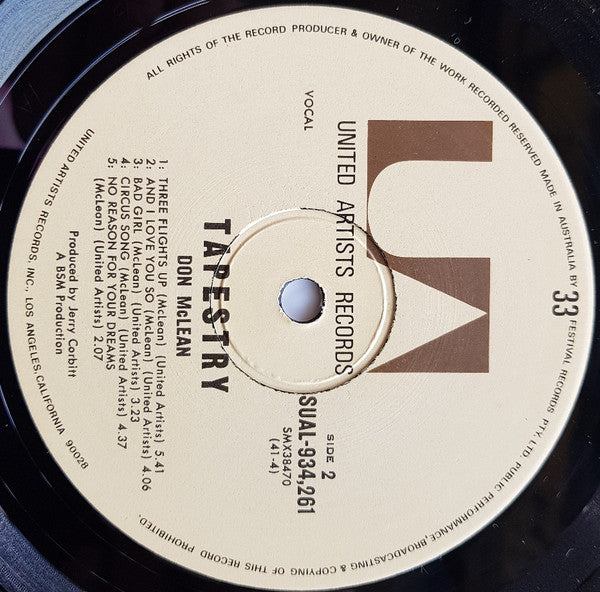 UA
UNITED ARTISTS RECORDS
VOCAL
33
SIDE 2
SUAL-934,261
SMX38470
(41-4)
TAPESTRY
DON McLEAN
1: THREE FLIGHTS UP (McLean) (United Artists) 5.41
2: AND I LOVE YOU SO (McLean) (United Artists) 4.06
3: BAD GIRL (McLean) (United Artists) 3.23
4: CIRCUS SONG (McLean) (United Artists) 4.37
5: NO REASON FOR YOUR DREAMS
(McLean) (United Artists) 2.07
Produced by Jerry Corbitt
A BSM Production
ALL RIGHTS OF THE RECORD PRODUCER & OWNER OF THE WORK RECORDED RESERVED MADE IN AUSTRALIA BY FESTIVAL RECORDS PTY. LTD. PUBLIC PERFORMANCE, BROADCASTING & COPYING OF THIS RECORD PROHIBITED.
UNITED ARTISTS RECORDS, INC., LOS ANGELES, CALIFORNIA 90028